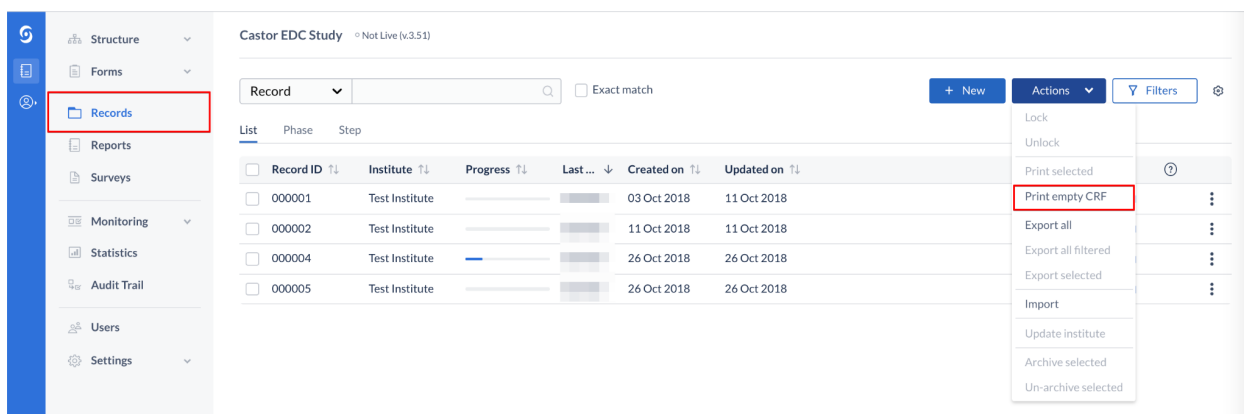 Castor EDC Study Not Live (v.3.51)
Structure
Forms
Records
Reports
Surveys
Monitoring
Statistics
Audit Trail
Users
Settings
Record Exact match + New Actions Filters
List Phase Step
Record ID Institute Progress Last ... Created on Updated on
000001 Test Institute 03 Oct 2018 11 Oct 2018
000002 Test Institute 11 Oct 2018 11 Oct 2018
000004 Test Institute 26 Oct 2018 26 Oct 2018
000005 Test Institute 26 Oct 2018 26 Oct 2018
Lock
Unlock
Print selected
Print empty CRF
Export all
Export all filtered
Export selected
Import
Update institute
Archive selected
Un-archive selected